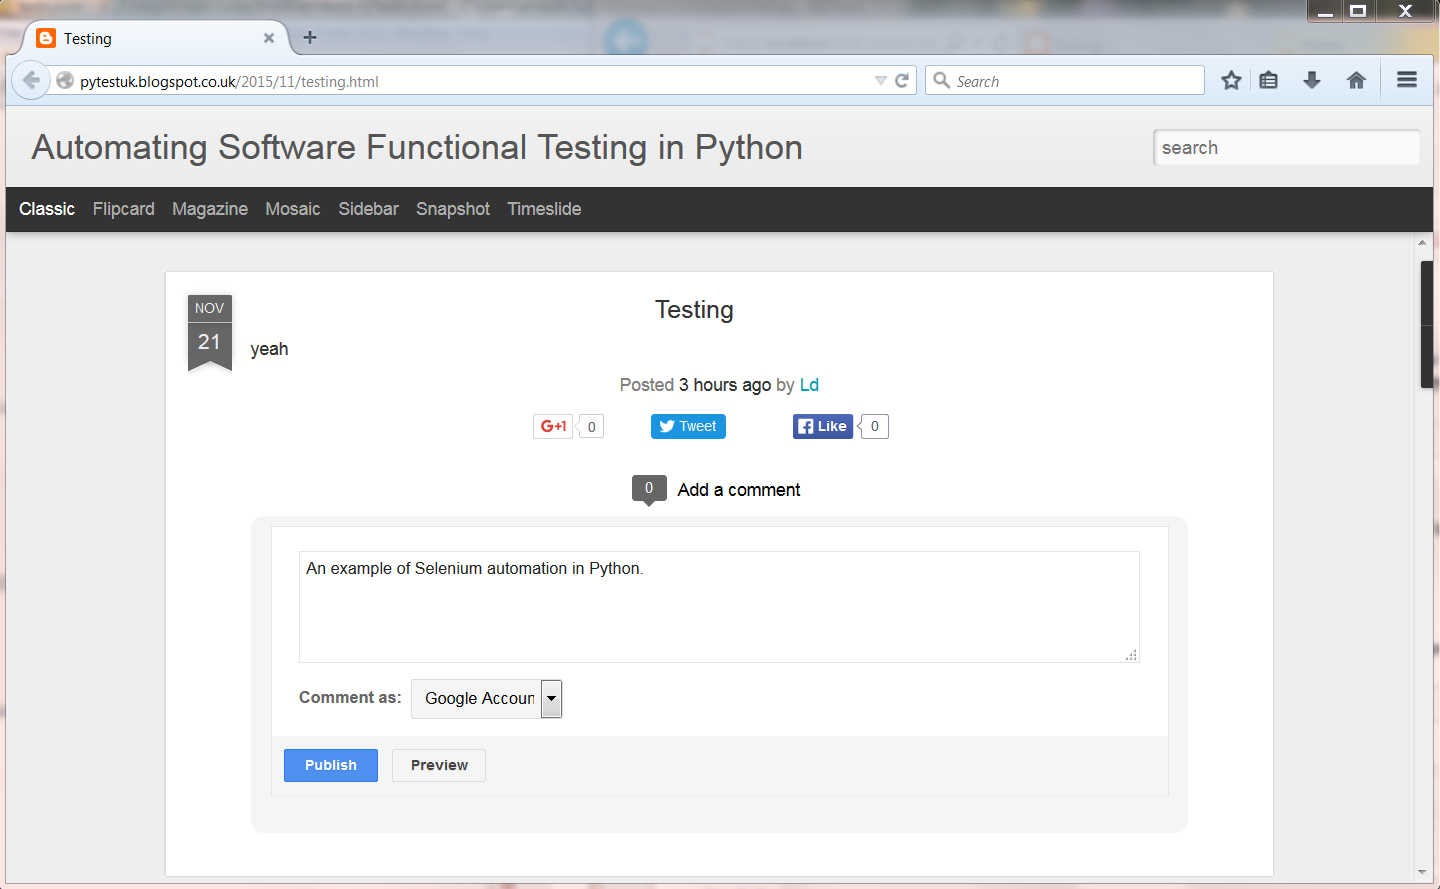 Testing
pytestuk.blogspot.co.uk/2015/11/testing.html
Search
Automating Software Functional Testing in Python
search
Classic Flipcard Magazine Mosaic Sidebar Snapshot Timeslide
NOV
21
Testing
yeah
Posted 3 hours ago by Ld
G+1 0 Tweet Like 0
0 Add a comment
An example of Selenium automation in Python.
Comment as: Google Accoun
Publish Preview